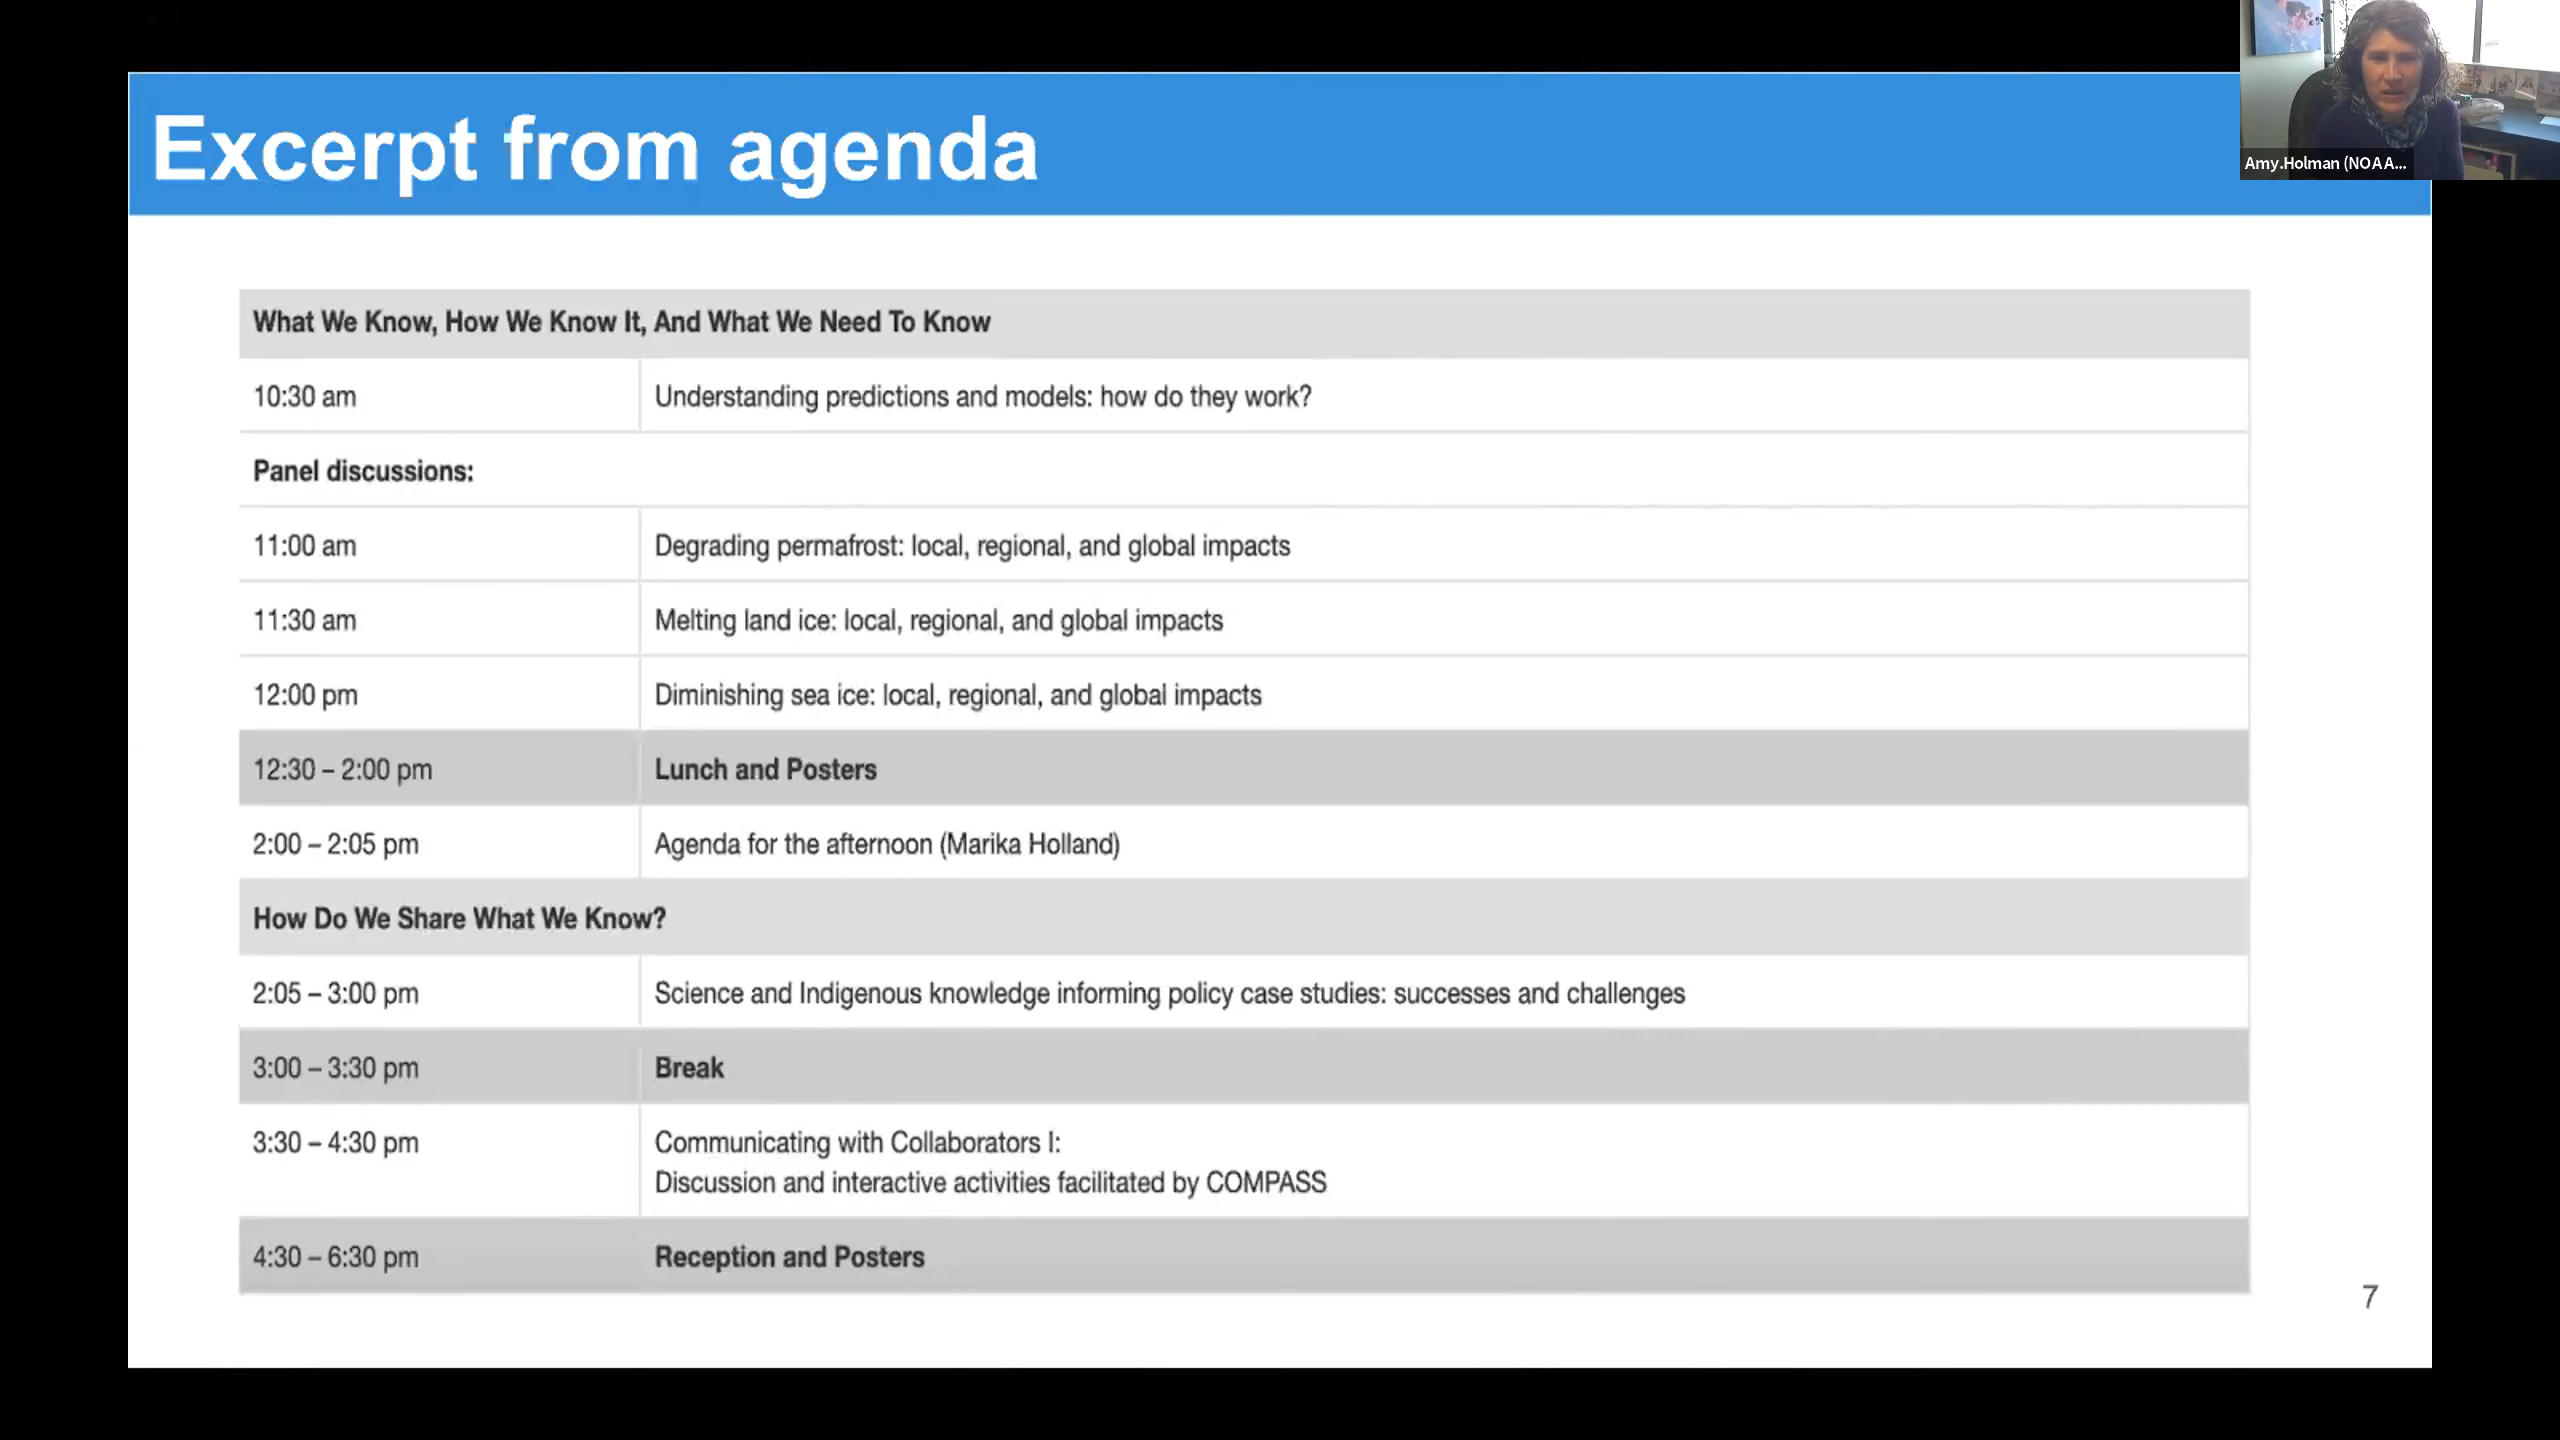 Excerpt from agenda
Amy.Holman (NOAA...
What We Know, How We Know It, And What We Need To Know
10:30 am Understanding predictions and models: how do they work?
Panel discussions:
11:00 am Degrading permafrost: local, regional, and global impacts
11:30 am Melting land ice: local, regional, and global impacts
12:00 pm Diminishing sea ice: local, regional, and global impacts
12:30 – 2:00 pm Lunch and Posters
2:00 – 2:05 pm Agenda for the afternoon (Marika Holland)
How Do We Share What We Know?
2:05 – 3:00 pm Science and Indigenous knowledge informing policy case studies: successes and challenges
3:00 – 3:30 pm Break
3:30 – 4:30 pm Communicating with Collaborators I:
Discussion and interactive activities facilitated by COMPASS
4:30 – 6:30 pm Reception and Posters
7